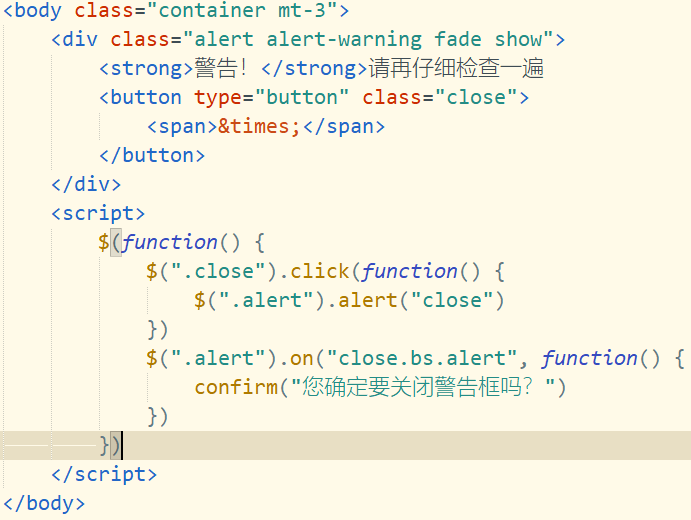 <body class="container mt-3">
    <div class="alert alert-warning fade show">
        <strong>警告！</strong>请再仔细检查一遍
        <button type="button" class="close">
            <span>&times;</span>
        </button>
    </div>
    <script>
        $(function() {
            $(".close").click(function() {
                $(".alert").alert("close")
            })
            $(".alert").on("close.bs.alert", function() {
                confirm("您确定要关闭警告框吗？")
            })
        })
    </script>
</body>